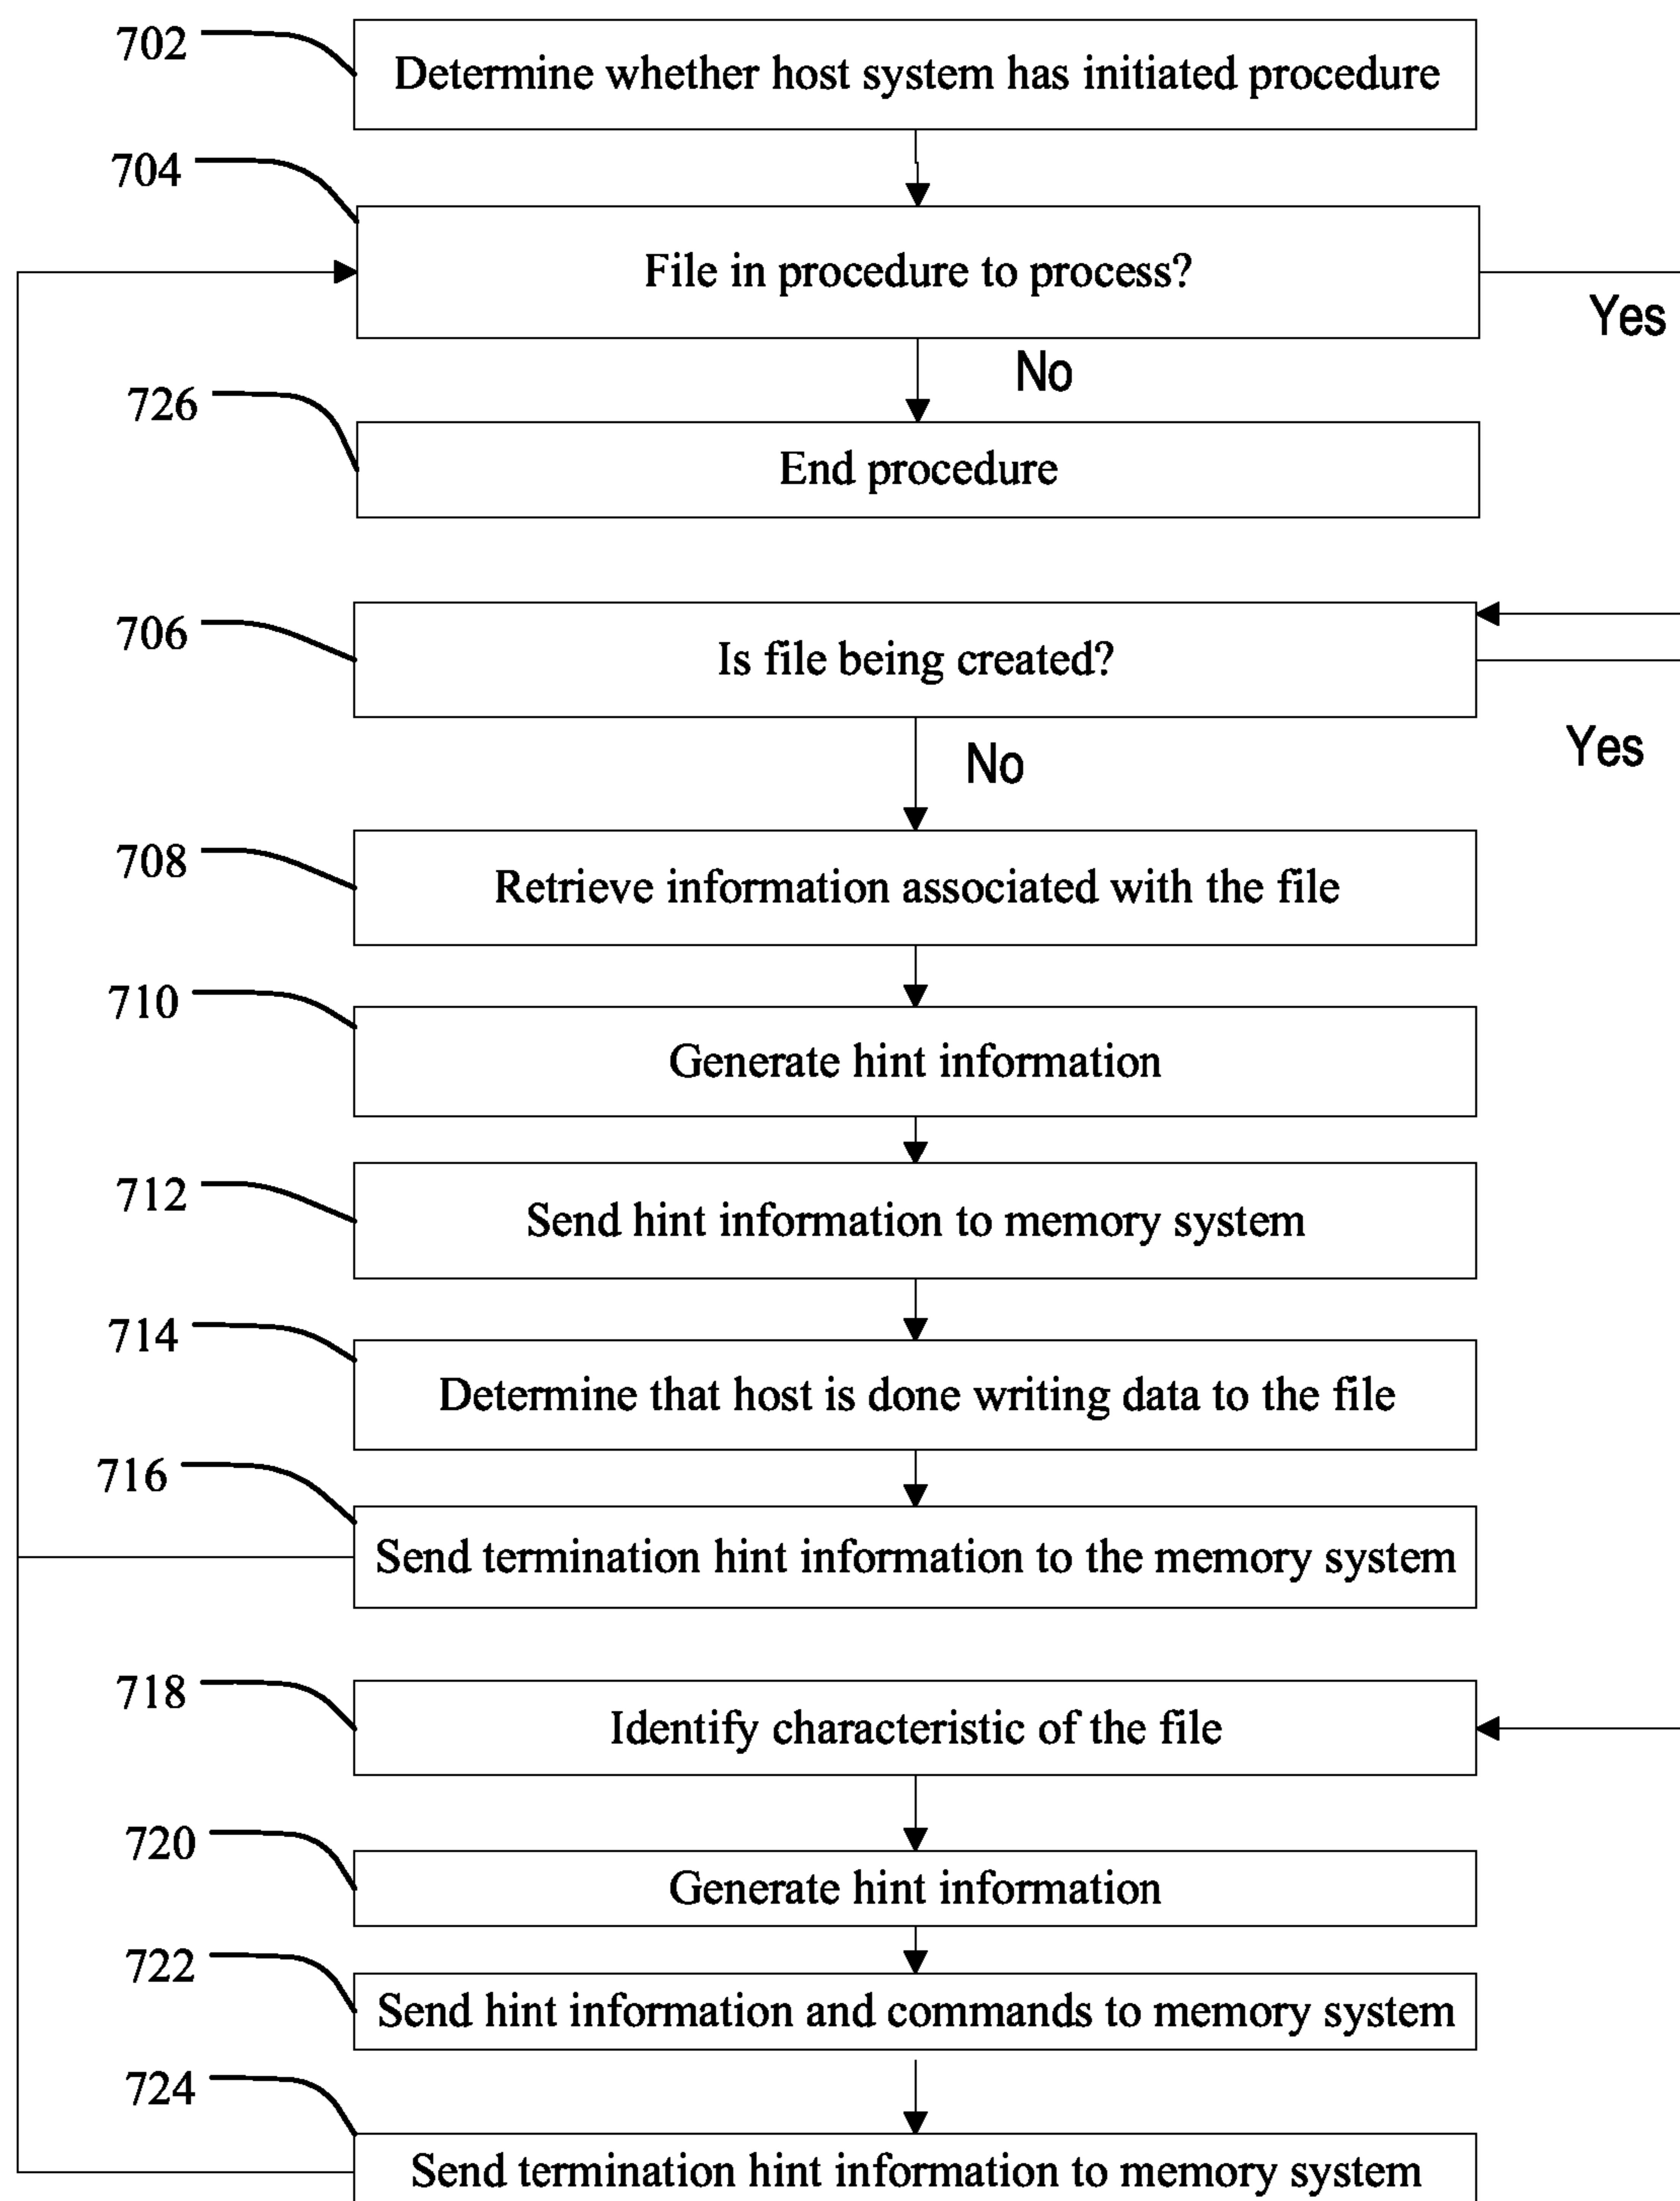 702
Determine whether host system has initiated procedure
704
File in procedure to process?
Yes
No
726
End procedure
706
Is file being created?
Yes
No
708
Retrieve information associated with the file
710
Generate hint information
712
Send hint information to memory system
714
Determine that host is done writing data to the file
716
Send termination hint information to the memory system
718
Identify characteristic of the file
720
Generate hint information
722
Send hint information and commands to memory system
724
Send termination hint information to memory system